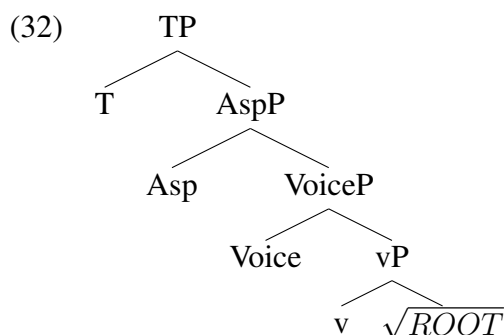 (32) TP
T AspP
Asp VoiceP
Voice vP
v √ROOT